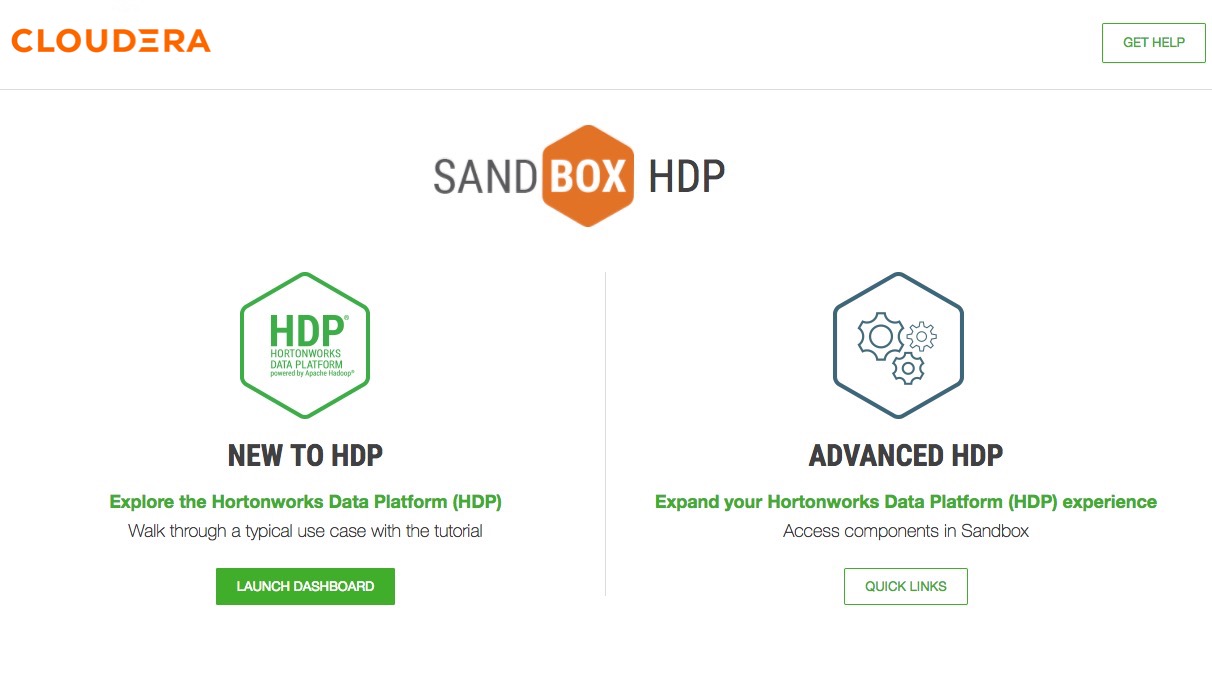 CLOUDERA
GET HELP
SANDBOX HDP
HDP®
HORTONWORKS
DATA PLATFORM
powered by Apache Hadoop®
NEW TO HDP
Explore the Hortonworks Data Platform (HDP)
Walk through a typical use case with the tutorial
LAUNCH DASHBOARD
ADVANCED HDP
Expand your Hortonworks Data Platform (HDP) experience
Access components in Sandbox
QUICK LINKS